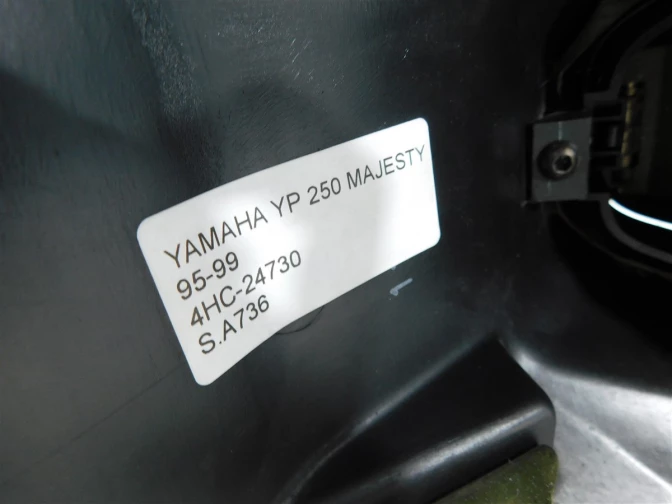 YAMAHA YP 250 MAJESTY
95-99
4HC-24730
S.A736